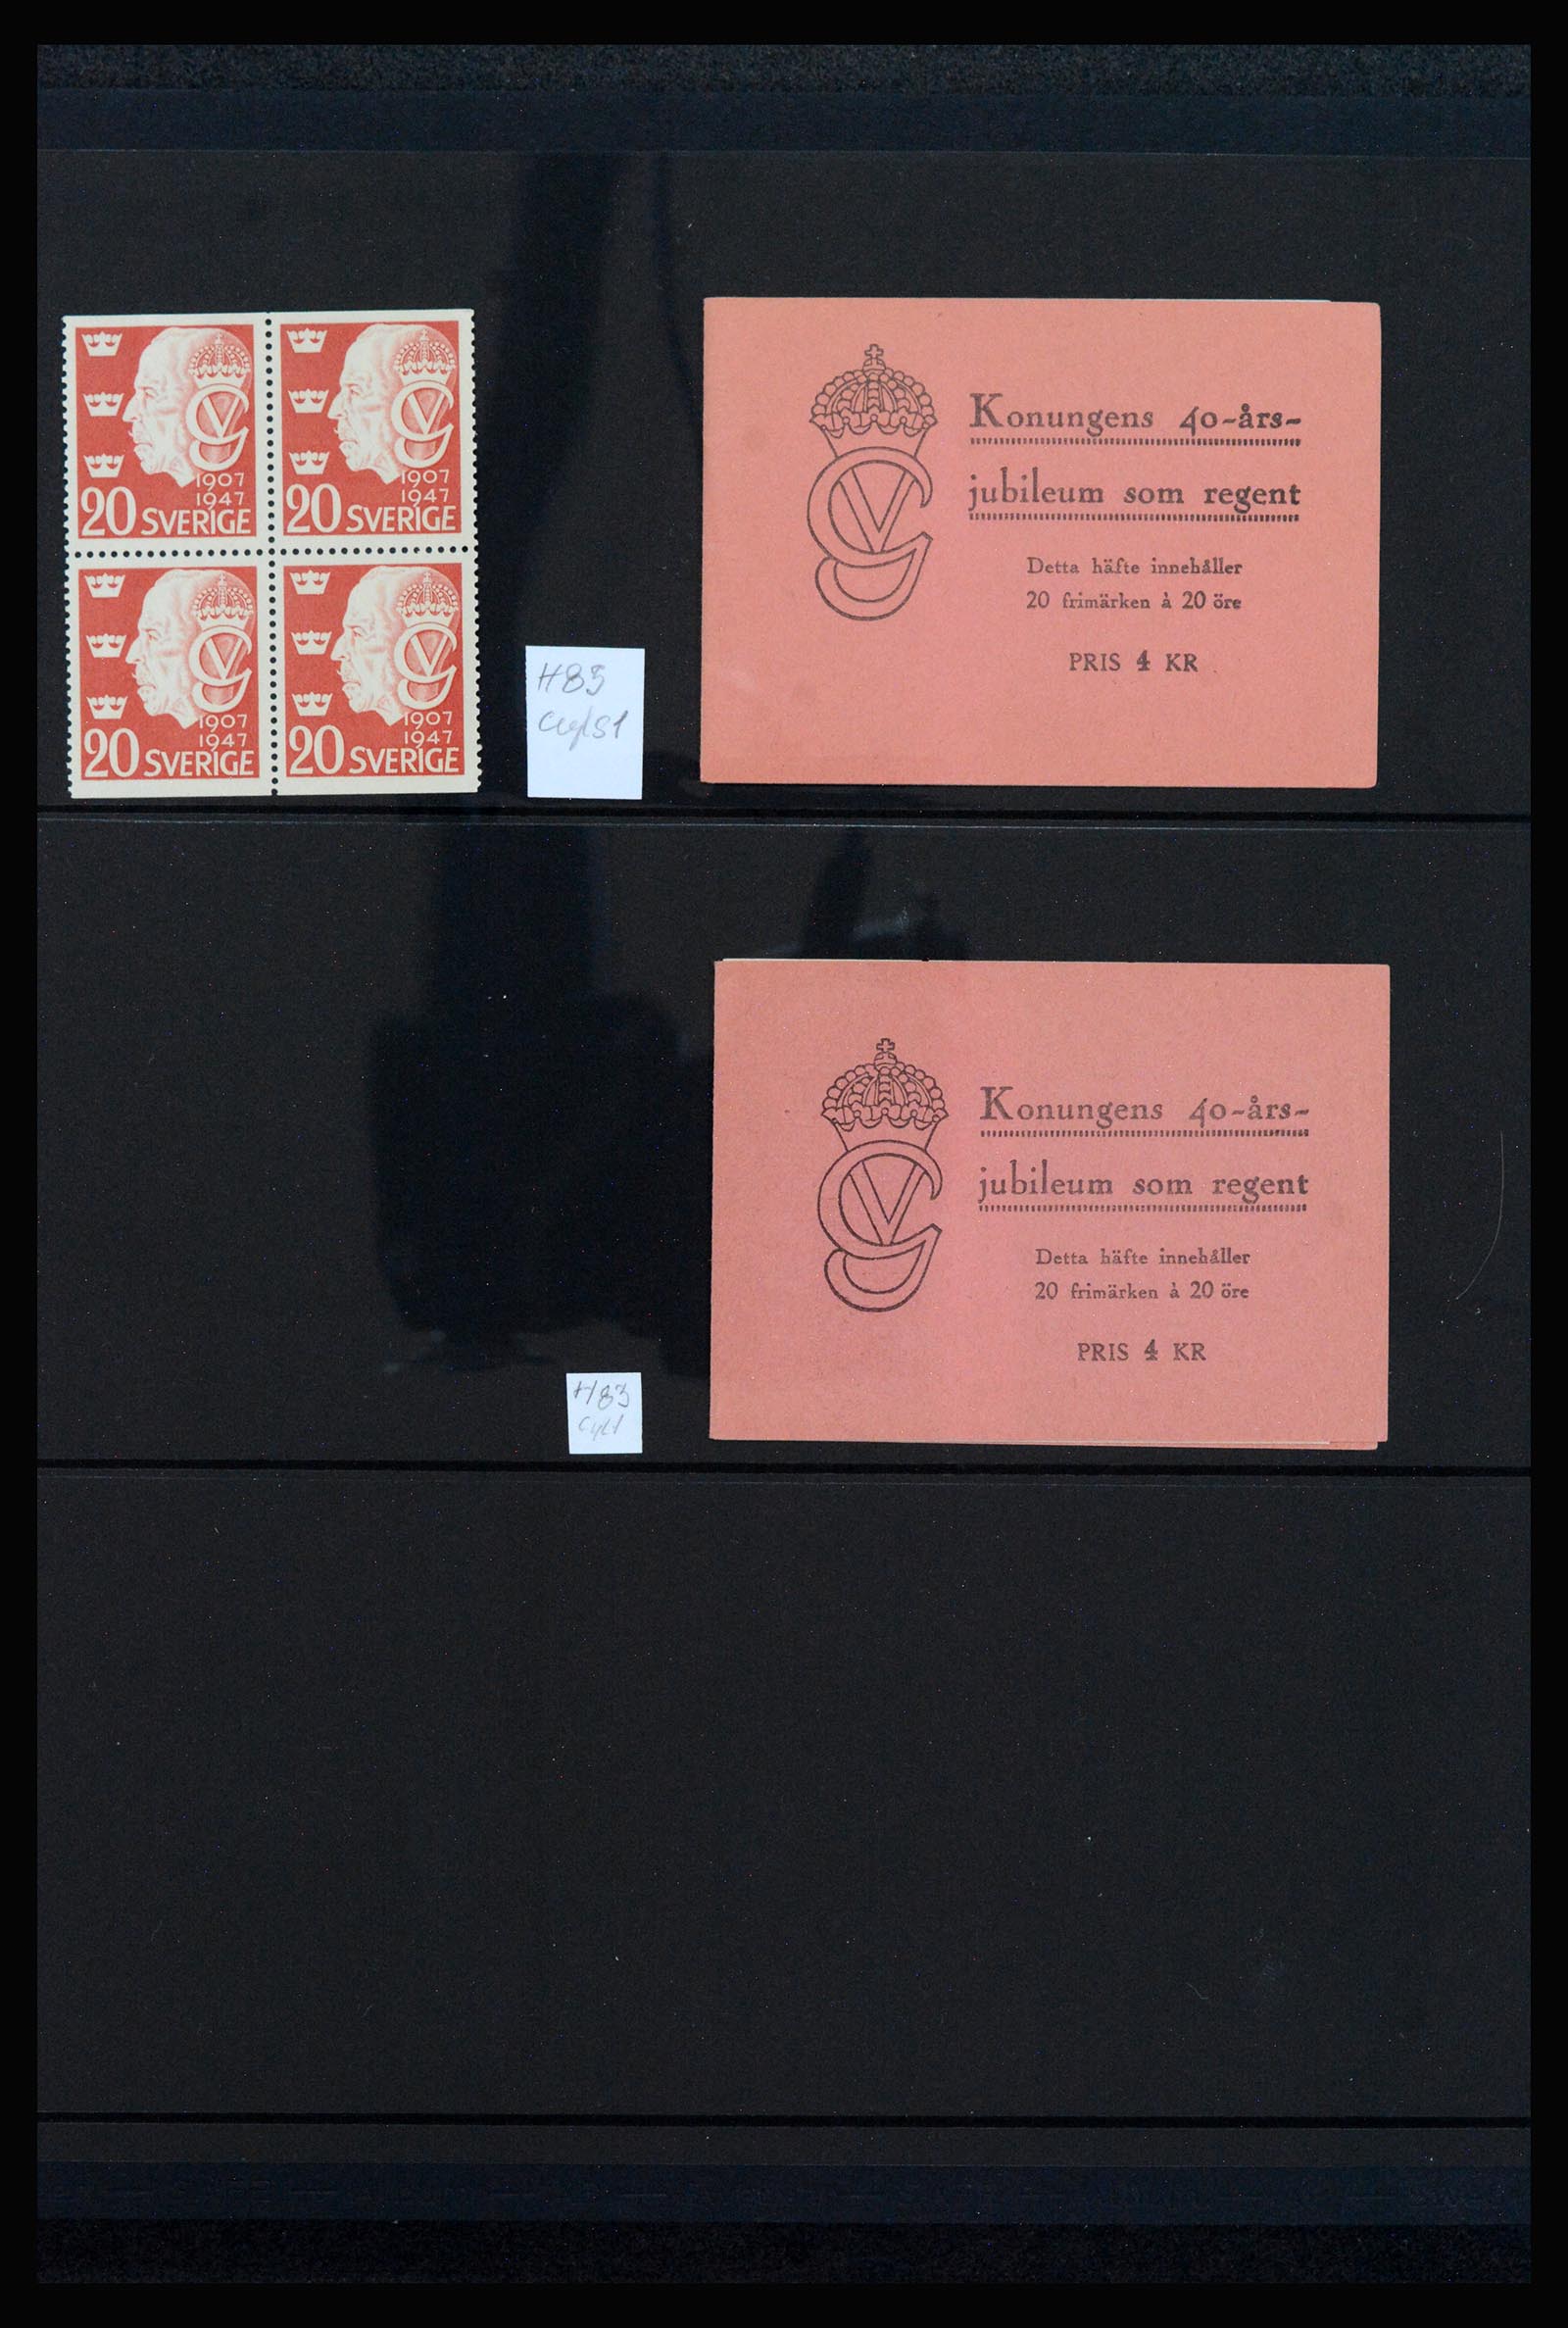 1907
1947
20 SVERIGE
1907
1947
20 SVERIGE
1907
1947
20 SVERIGE
1907
1947
20 SVERIGE
H83
Konungens 40-års-
jubileum som regent
Detta häfte innehåller
20 frimärken à 20 öre
PRIS 4 KR
H83
Cyl1
Konungens 40-års-
jubileum som regent
Detta häfte innehåller
20 frimärken à 20 öre
PRIS 4 KR